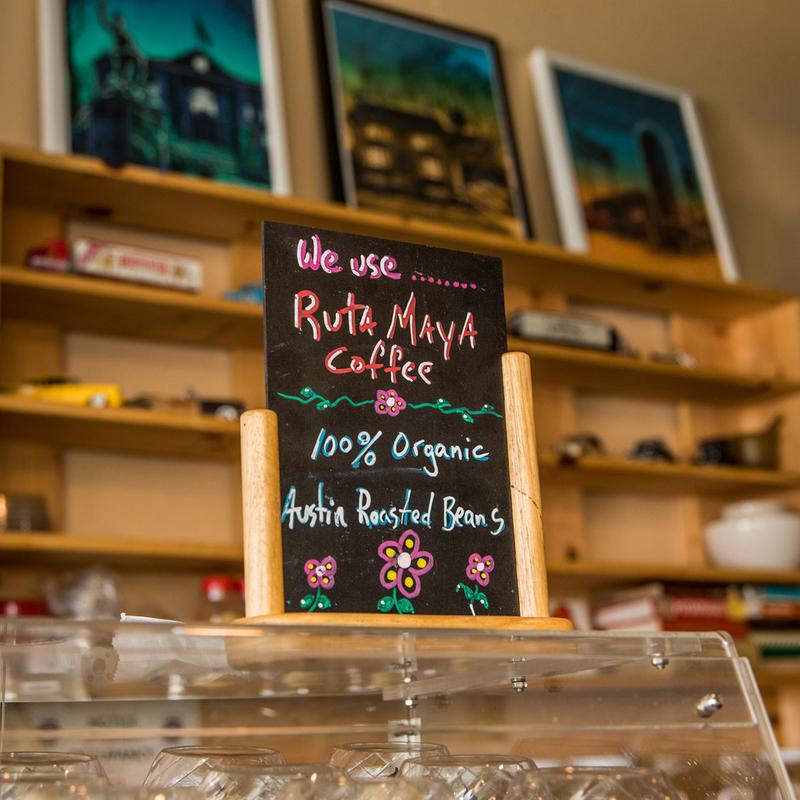 We use ........
Ruta Maya
Coffee
100% Organic
Austin Roasted Beans